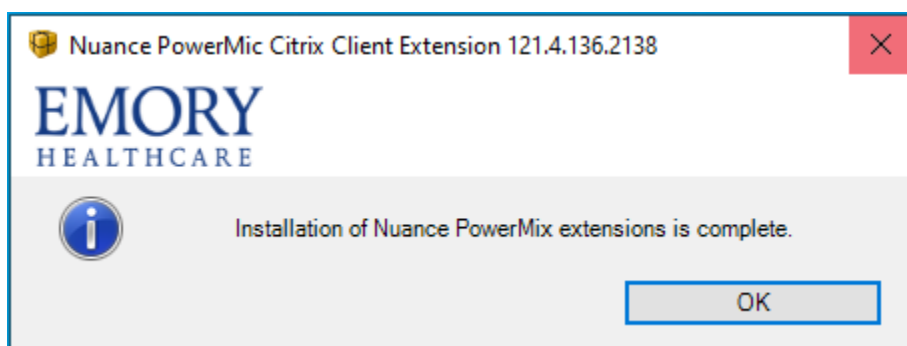 Nuance PowerMic Citrix Client Extension 121.4.136.2138
EMORY
HEALTHCARE
Installation of Nuance PowerMix extensions is complete.
OK